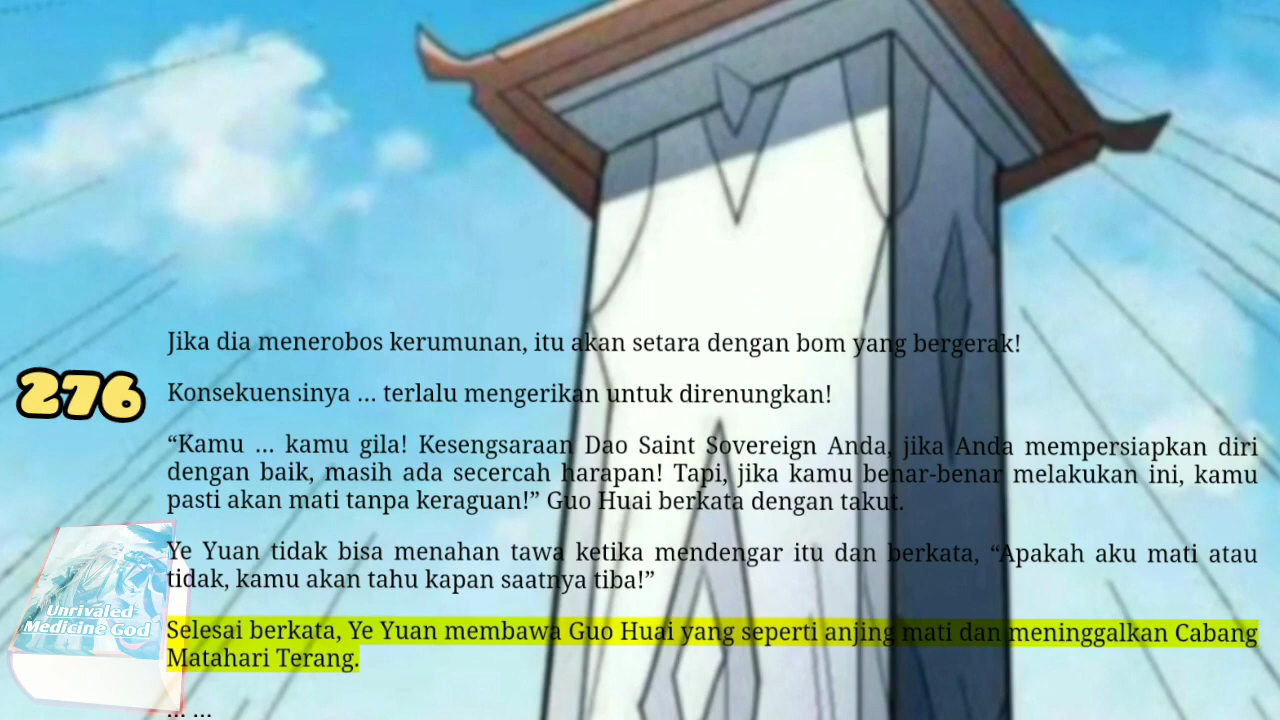 Jika dia menerobos kerumunan, itu akan setara dengan bom yang bergerak!
276
Konsekuensinya ... terlalu mengerikan untuk direnungkan!
“Kamu ... kamu gila! Kesengsaraan Dao Saint Sovereign Anda, jika Anda mempersiapkan diri
dengan baik, masih ada secercah harapan! Tapi, jika kamu benar-benar melakukan ini, kamu
pasti akan mati tanpa keraguan!” Guo Huai berkata dengan takut.
Ye Yuan tidak bisa menahan tawa ketika mendengar itu dan berkata, “Apakah aku mati atau
tidak, kamu akan tahu kapan saatnya tiba!”
Unrivaled
Medicine God
Selesai berkata, Ye Yuan membawa Guo Huai yang seperti anjing mati dan meninggalkan Cabang
Matahari Terang.
... ...